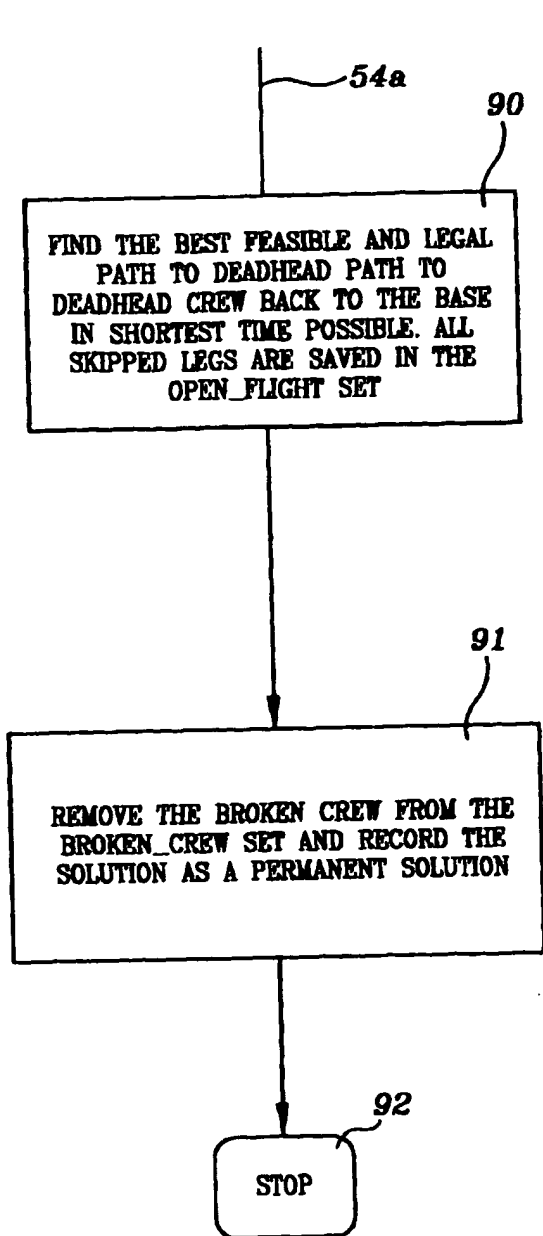 54a
90
FIND THE BEST FEASIBLE AND LEGAL
PATH TO DEADHEAD PATH TO
DEADHEAD CREW BACK TO THE BASE
IN SHORTEST TIME POSSIBLE. ALL
SKIPPED LEGS ARE SAVED IN THE
OPEN_FLIGHT SET
91
REMOVE THE BROKEN CREW FROM THE
BROKEN_CREW SET AND RECORD THE
SOLUTION AS A PERMANENT SOLUTION
92
STOP